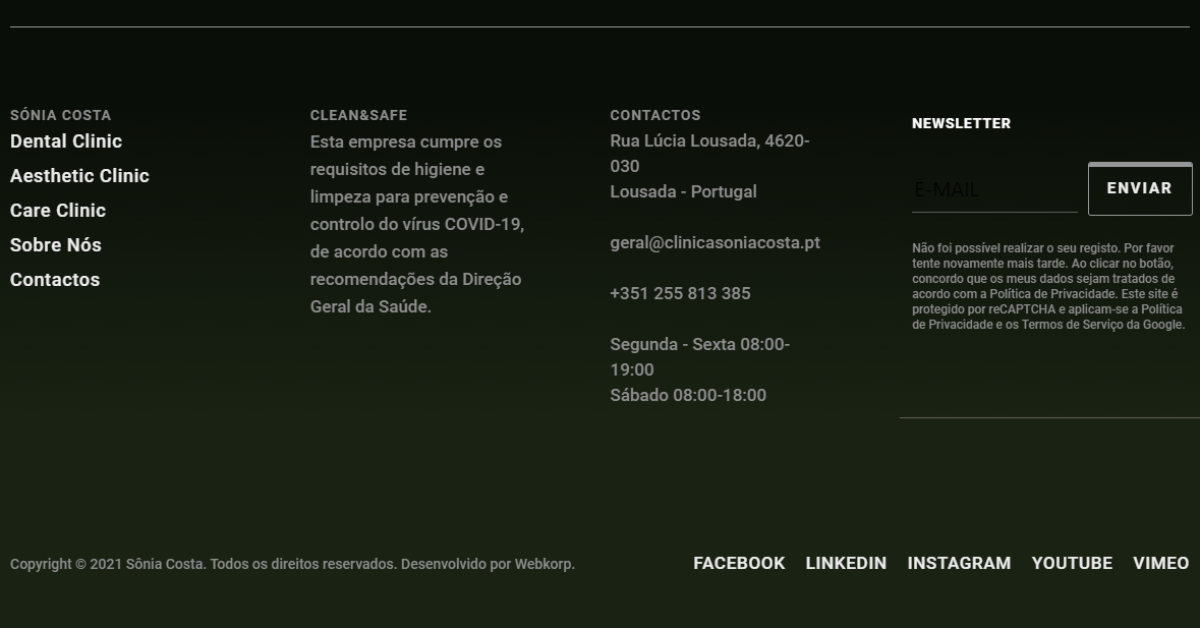 SÓNIA COSTA
Dental Clinic
Aesthetic Clinic
Care Clinic
Sobre Nós
Contactos
CLEAN&SAFE
Esta empresa cumpre os
requisitos de higiene e
limpeza para prevenção e
controlo do vírus COVID-19,
de acordo com as
recomendações da Direção
Geral da Saúde.
CONTACTOS
Rua Lúcia Lousada, 4620-
030
Lousada - Portugal
geral@clinicasoniacosta.pt
+351 255 813 385
Segunda - Sexta 08:00-
19:00
Sábado 08:00-18:00
NEWSLETTER
E-MAIL
ENVIAR
Não foi possível realizar o seu registo. Por favor
tente novamente mais tarde. Ao clicar no botão,
concordo que os meus dados sejam tratados de
acordo com a Política de Privacidade. Este site é
protegido por reCAPTCHA e aplicam-se a Política
de Privacidade e os Termos de Serviço da Google.
Copyright © 2021 Sônia Costa. Todos os direitos reservados. Desenvolvido por Webkorp.
FACEBOOK LINKEDIN INSTAGRAM YOUTUBE VIMEO